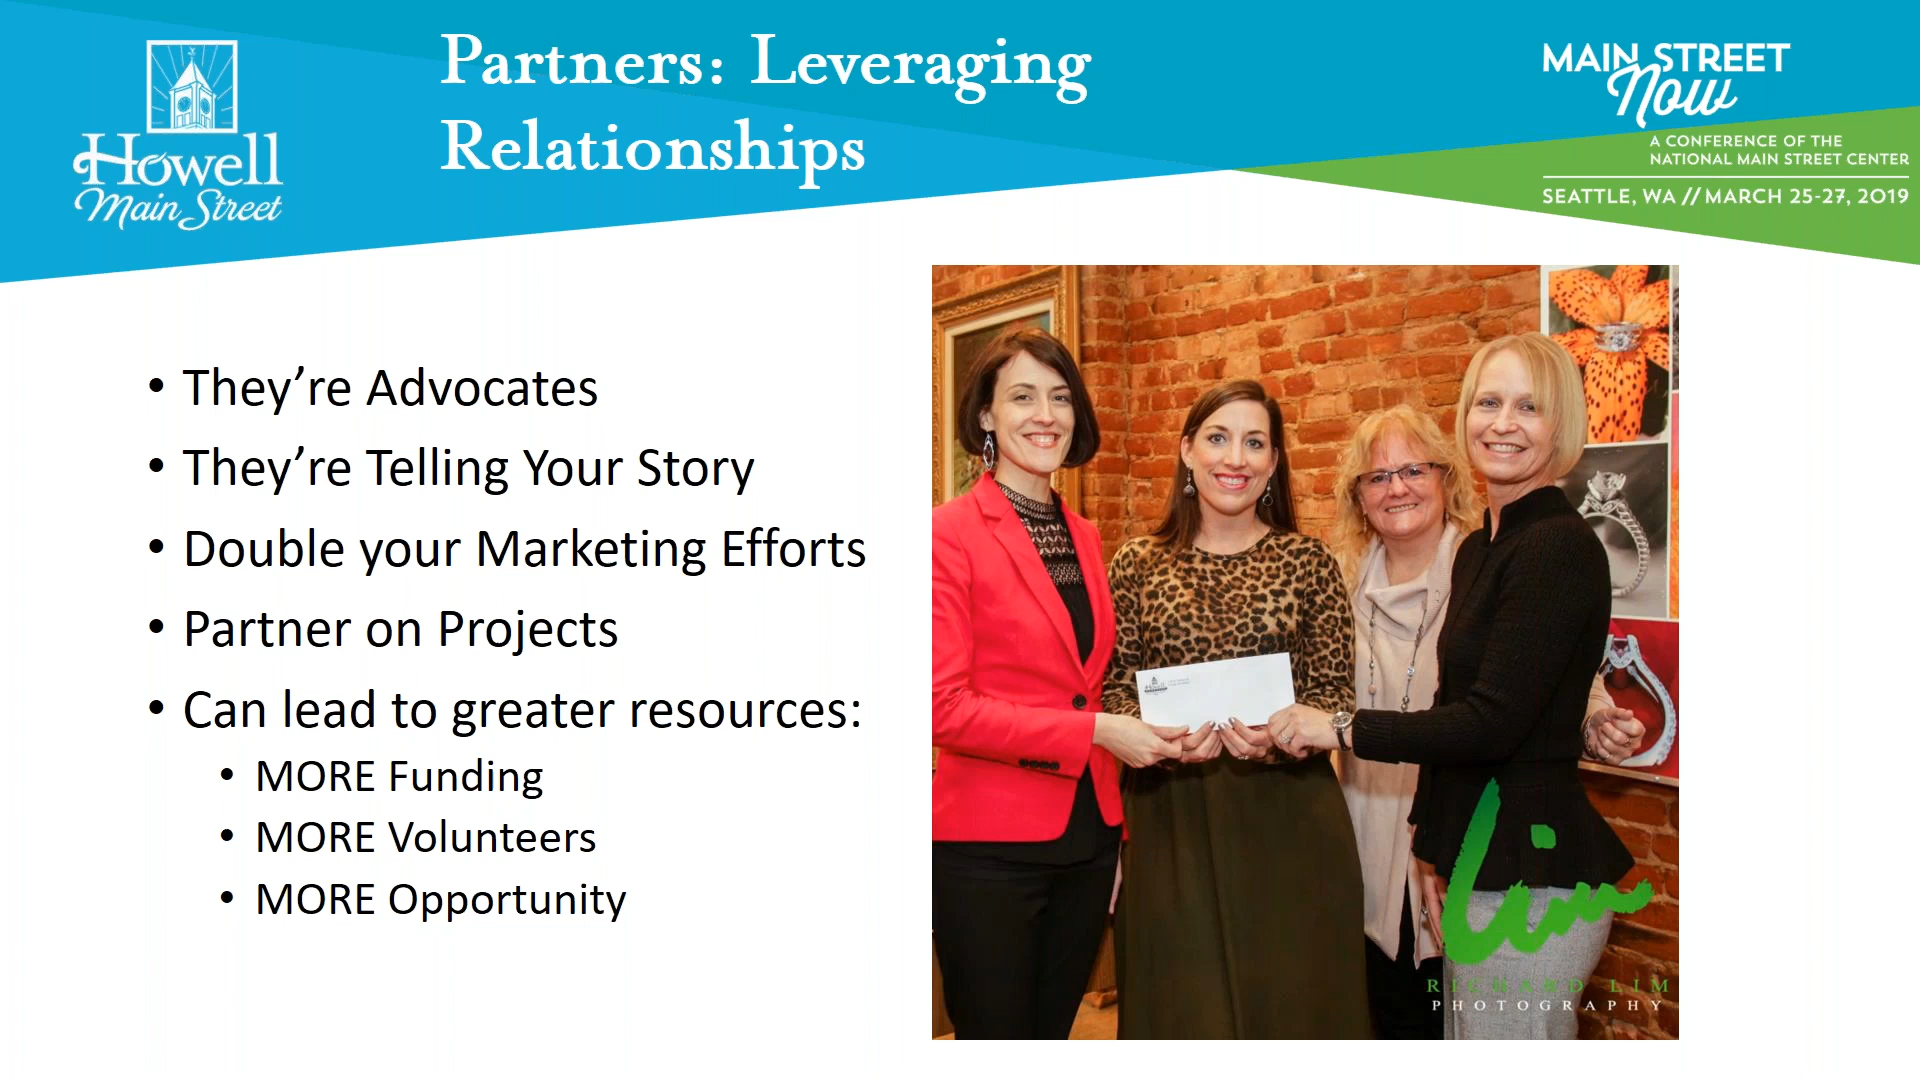 Howell
Main Street
Partners: Leveraging
Relationships
MAIN STREET
Now
A CONFERENCE OF THE
NATIONAL MAIN STREET CENTER
SEATTLE, WA // MARCH 25-27, 2019
• They’re Advocates
• They’re Telling Your Story
• Double your Marketing Efforts
• Partner on Projects
• Can lead to greater resources:
• MORE Funding
• MORE Volunteers
• MORE Opportunity
Howell
Lim
RICHARD LIM
PHOTOGRAPHY